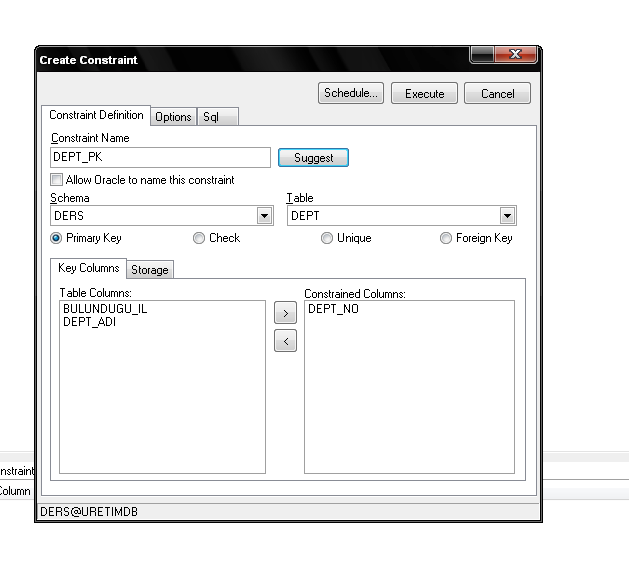 Create Constraint
Schedule... Execute Cancel
Constraint Definition Options Sql
Constraint Name
DEPT_PK Suggest
Allow Oracle to name this constraint
Schema Table
DERS DEPT
Primary Key Check Unique Foreign Key
Key Columns Storage
Table Columns: Constrained Columns:
BULUNDUGU_IL DEPT_NO
DEPT_ADI
>
<
nstraint
Column
DERS@URETIMDB